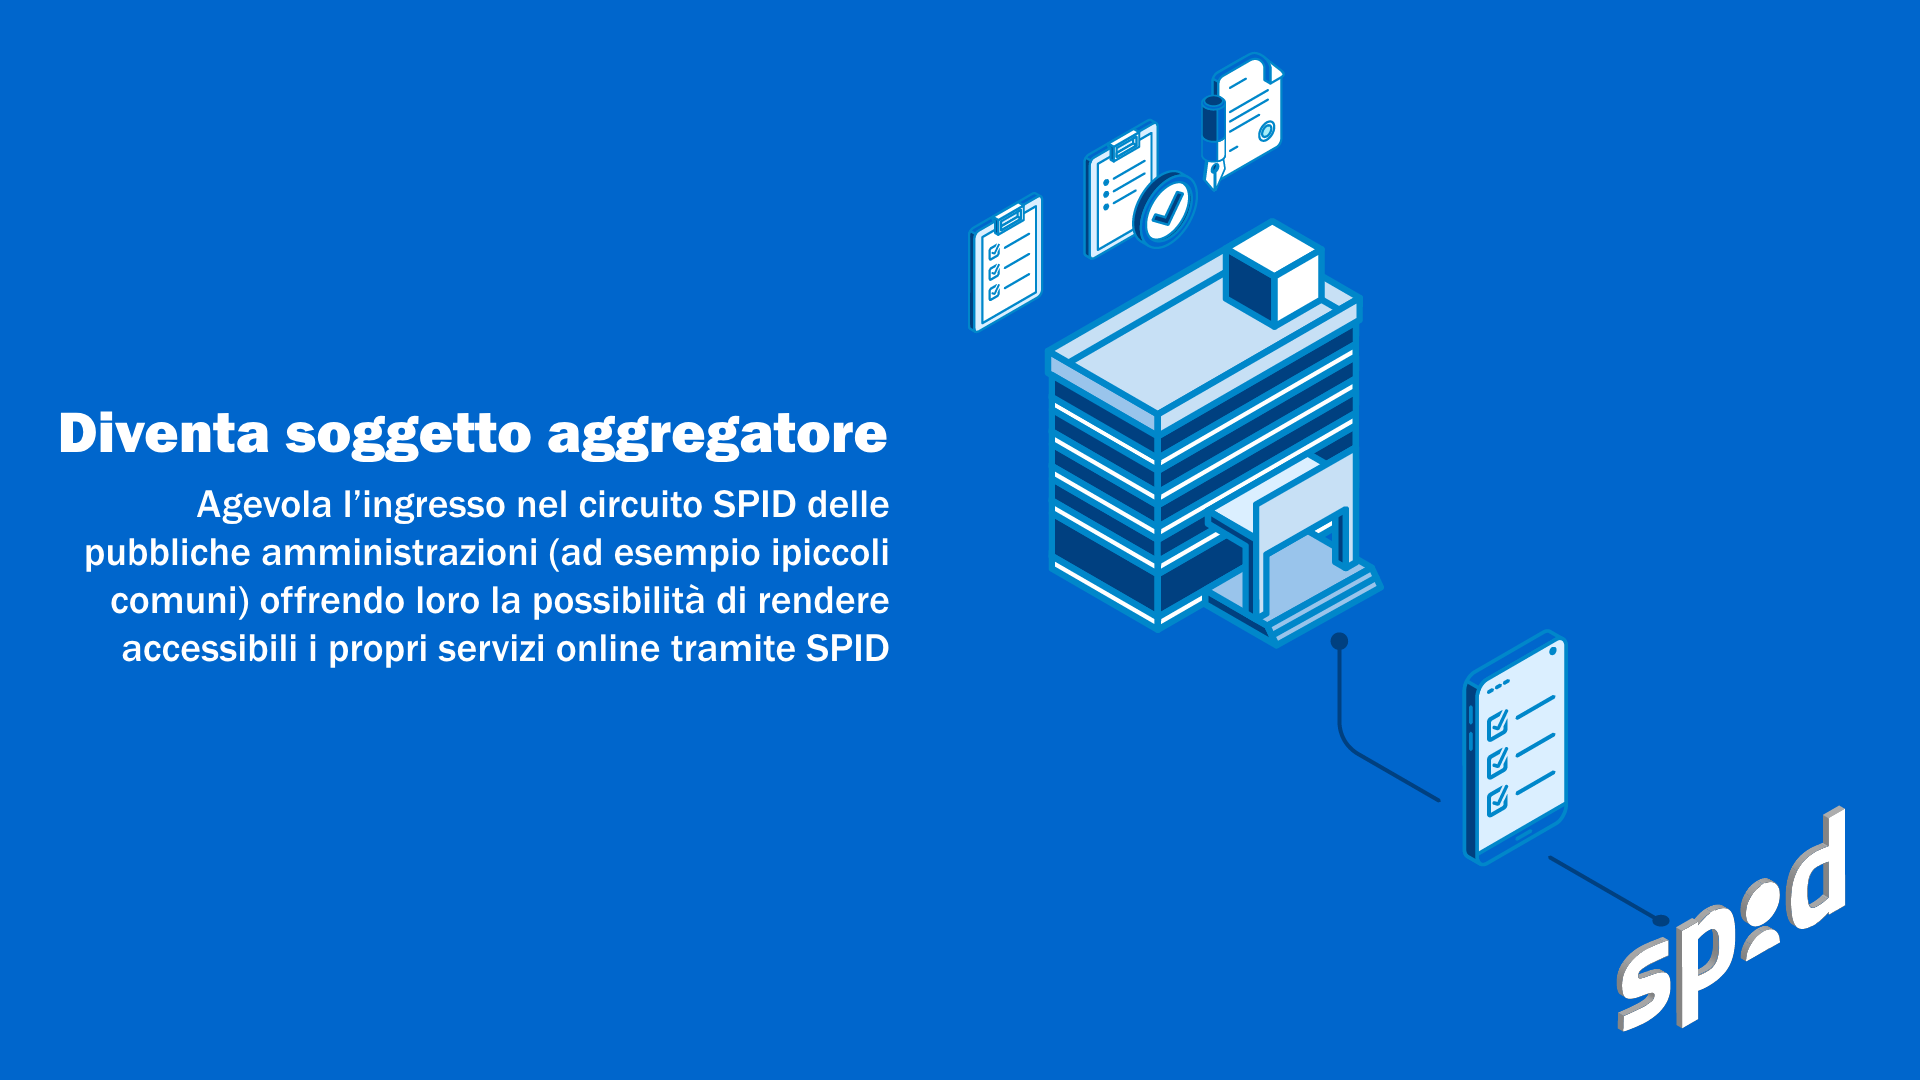 Diventa soggetto aggregatore
Agevola l’ingresso nel circuito SPID delle
pubbliche amministrazioni (ad esempio ipiccoli
comuni) offrendo loro la possibilità di rendere
accessibili i propri servizi online tramite SPID
spid